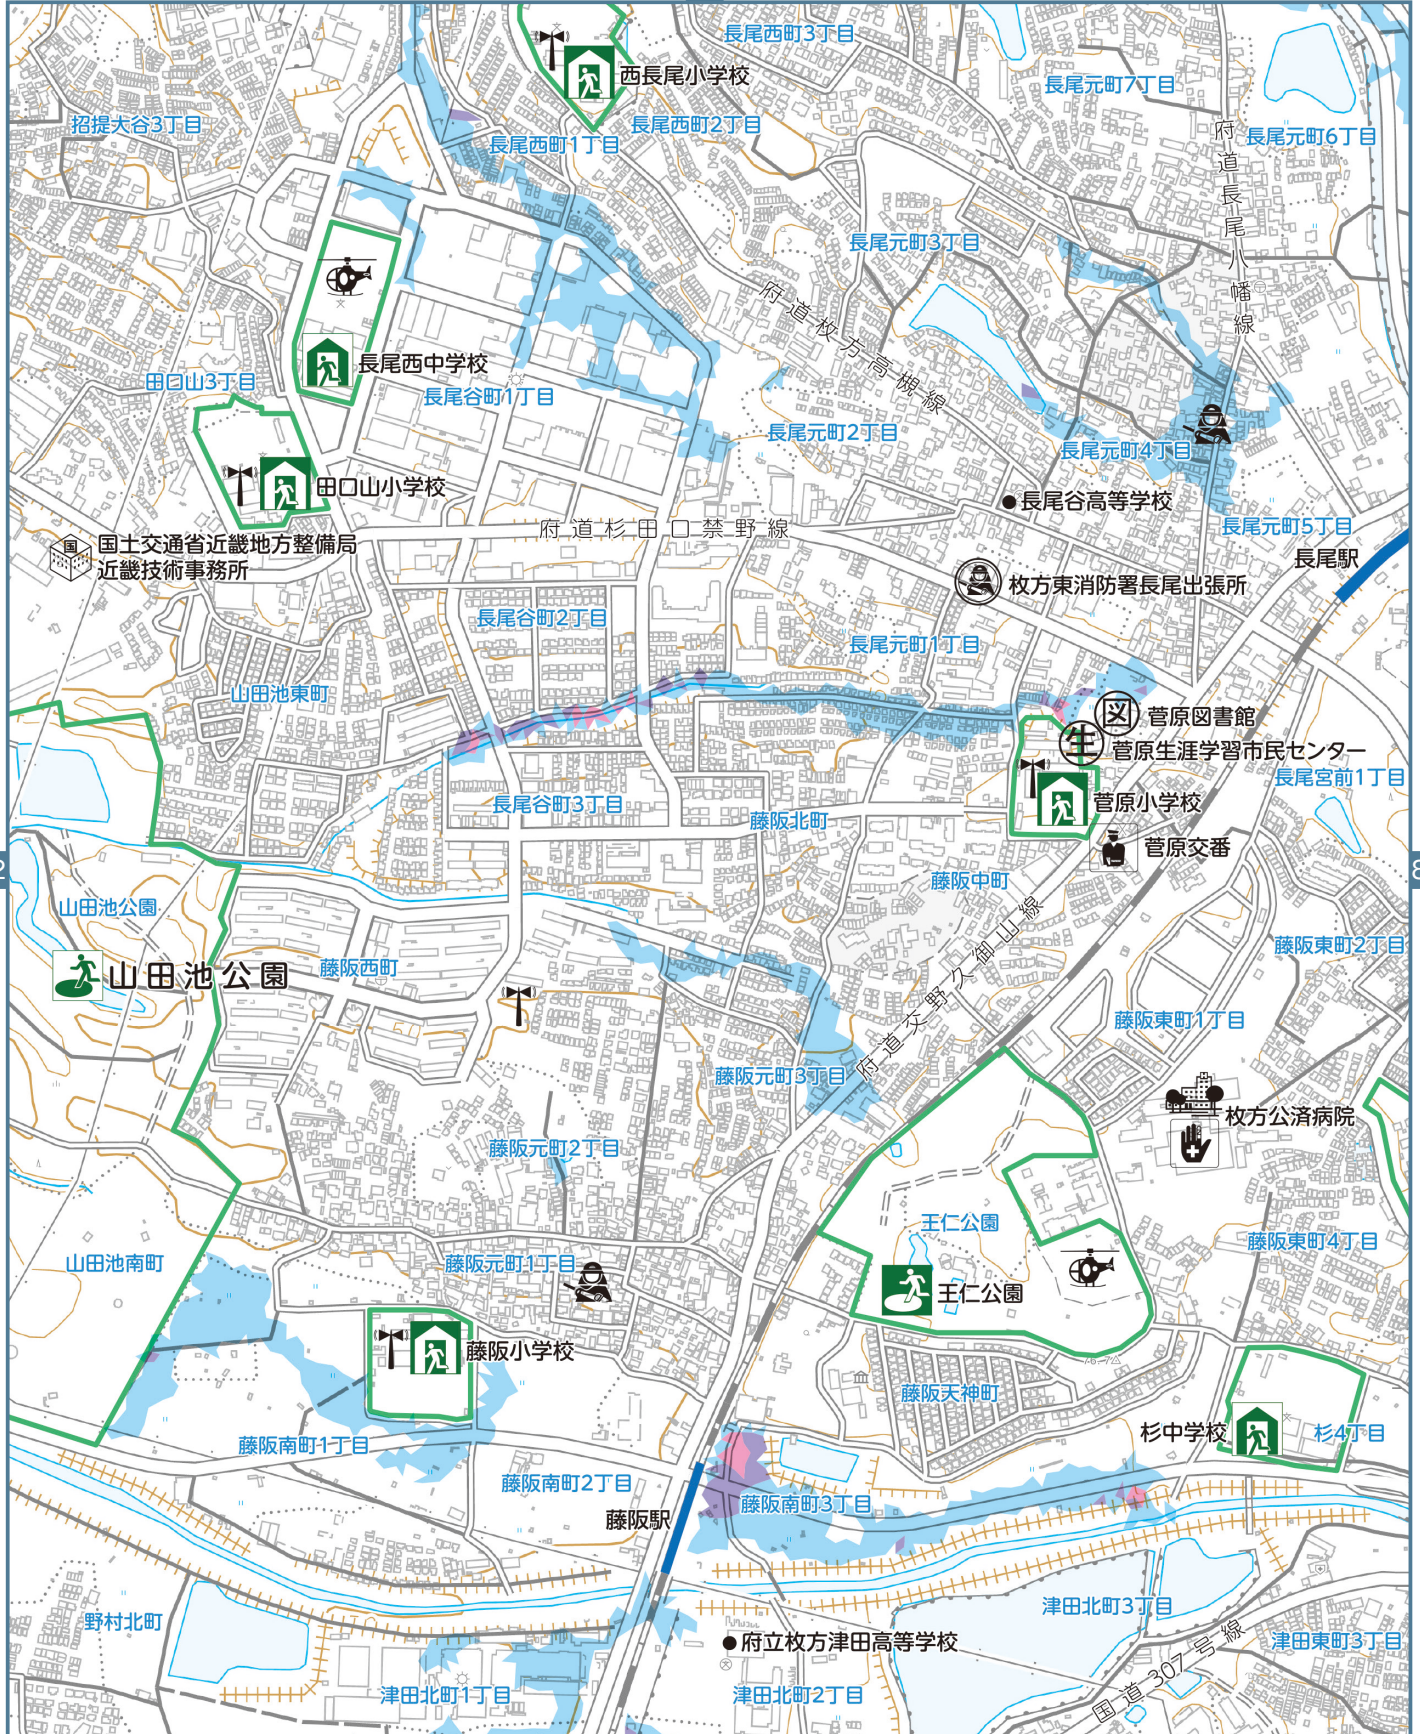 長尾西町3丁目
西長尾小学校
長尾元町7丁目
招提大谷3丁目
長尾西町2丁目
長尾元町6丁目
長尾西町1丁目
府道長尾八幡線
長尾元町3丁目
府道枚方高槻線
長尾西中学校
田口山3丁目
長尾谷町1丁目
長尾元町2丁目
長尾元町4丁目
田口山小学校
長尾谷高等学校
府道杉田口禁野線
長尾元町5丁目
国
国土交通省近畿地方整備局
近畿技術事務所
長尾駅
枚方東消防署長尾出張所
長尾谷町2丁目
長尾元町1丁目
山田池東町
図
菅原図書館
生
菅原生涯学習市民センター
長尾宮前1丁目
長尾谷町3丁目
菅原小学校
藤阪北町
菅原交番
2
8
藤阪中町
山田池公園
府道交野久御山線
藤阪東町2丁目
山田池公園
藤阪西町
藤阪東町1丁目
藤阪元町3丁目
枚方公済病院
藤阪元町2丁目
王仁公園
藤阪東町4丁目
山田池南町
藤阪元町1丁目
王仁公園
藤阪小学校
藤阪天神町
杉中学校
杉4丁目
藤阪南町1丁目
藤阪南町2丁目
藤阪南町3丁目
藤阪駅
津田北町3丁目
野村北町
府立枚方津田高等学校
国道307号線
津田東町3丁目
津田北町1丁目
津田北町2丁目